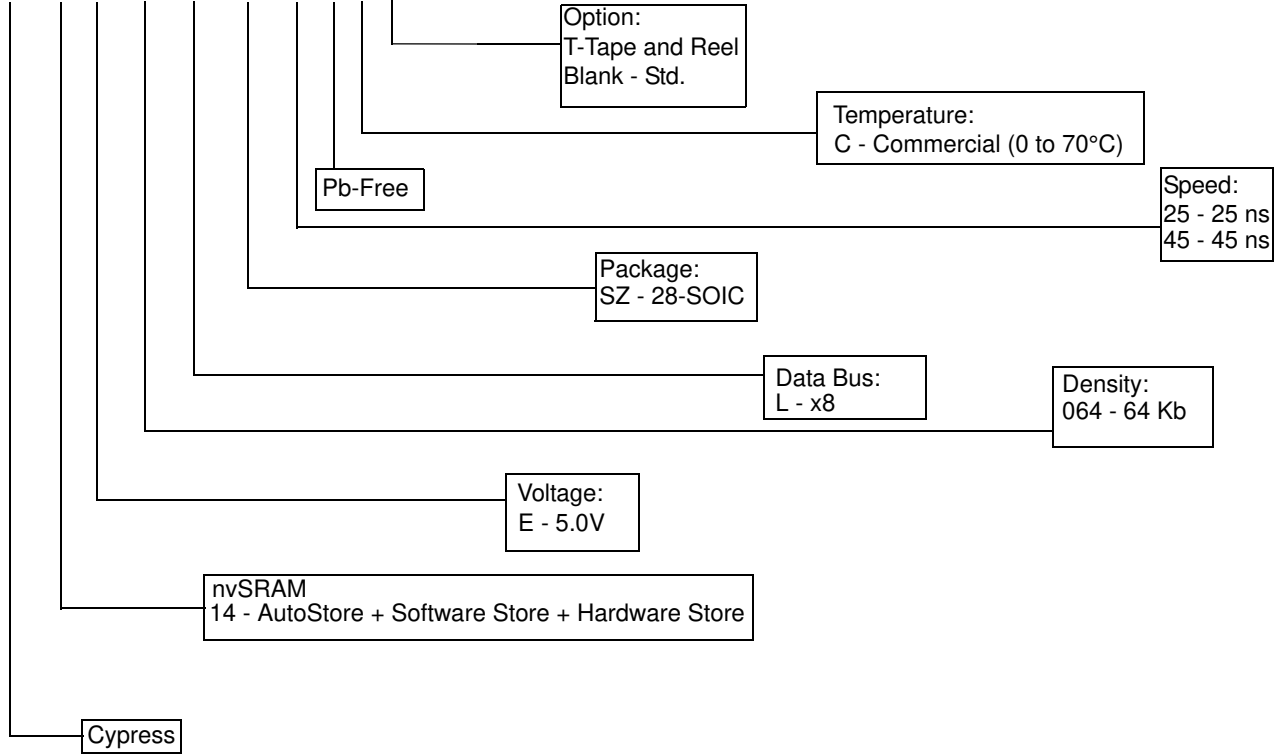 Option:
T-Tape and Reel
Blank - Std.
Temperature:
C - Commercial (0 to 70°C)
Pb-Free
Speed:
25 - 25 ns
45 - 45 ns
Package:
SZ - 28-SOIC
Data Bus:
L - x8
Density:
064 - 64 Kb
Voltage:
E - 5.0V
nvSRAM
14 - AutoStore + Software Store + Hardware Store
Cypress